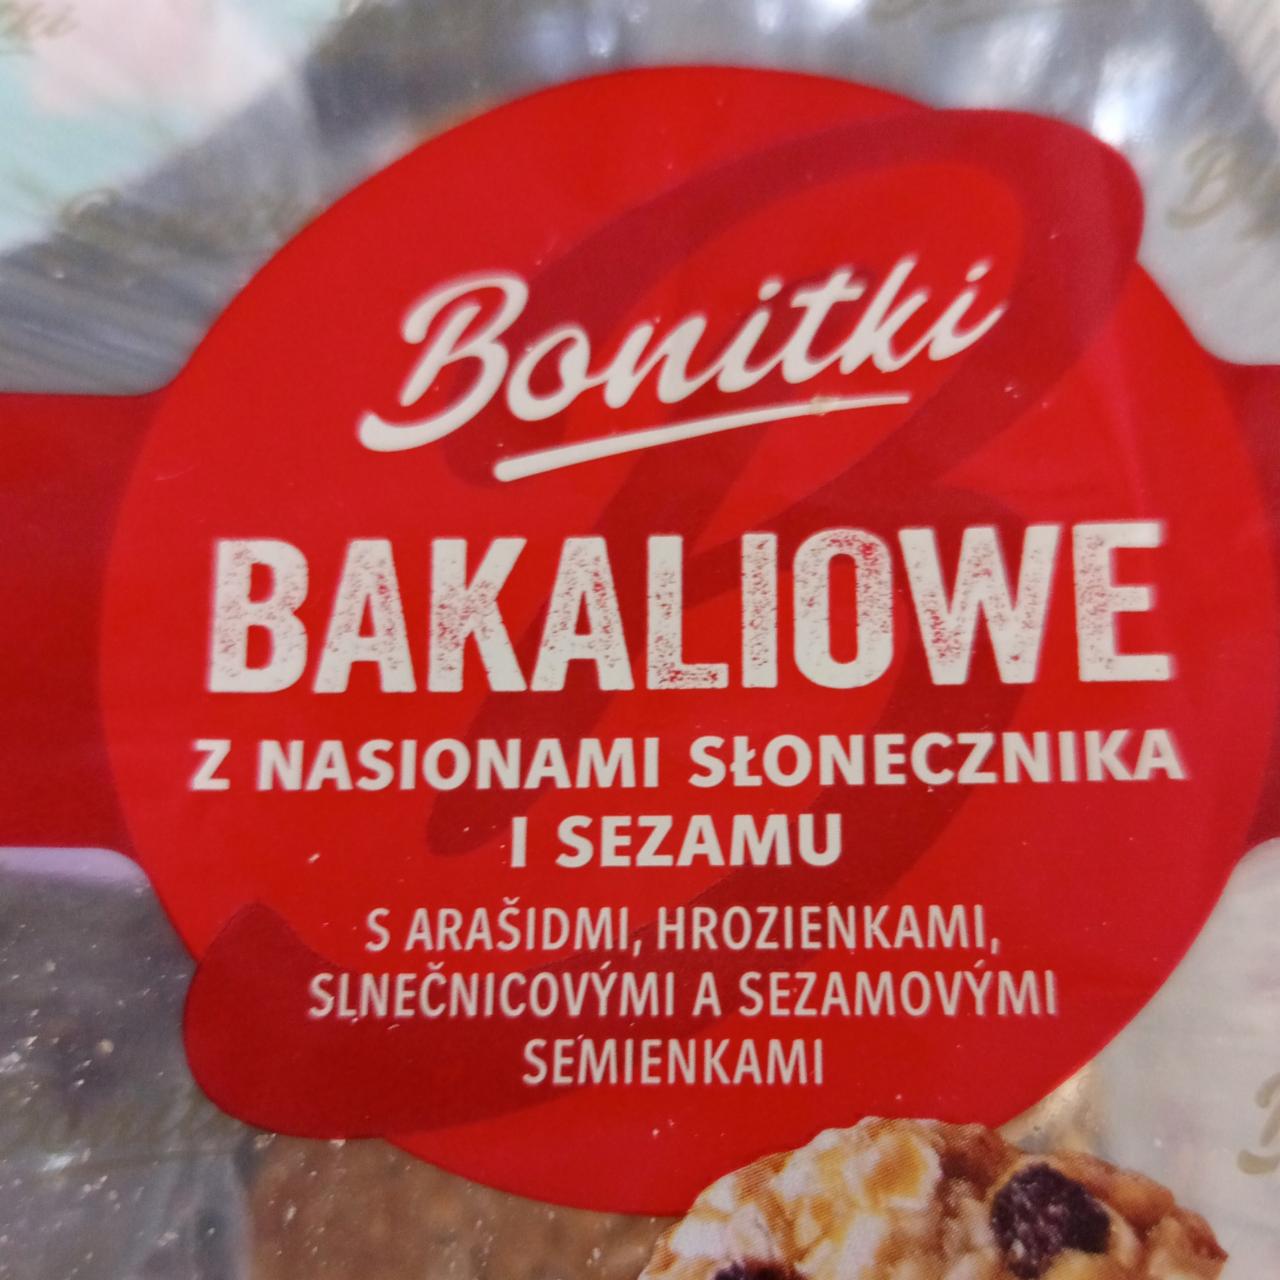 Bonitki
BAKALIOWE
Z NASIONAMI SŁONECZNIKA
I SEZAMU
S ARAŠIDMI, HROZIENKAMI,
SLNEČNICOVÝMI A SEZAMOVÝMI
SEMIENKAMI